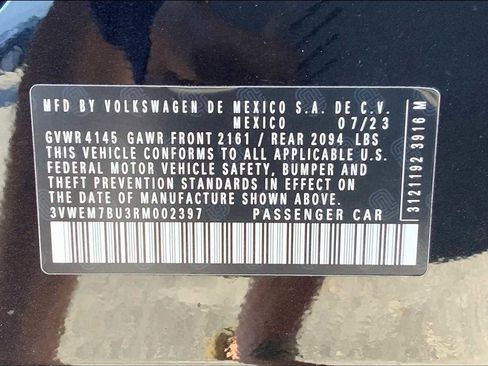 MFD BY VOLKSWAGEN DE MEXICO S.A. DE C.V.
MEXICO 07/23
GVWR 4145 GAWR FRONT 2161 / REAR 2094 LBS
THIS VEHICLE CONFORMS TO ALL APPLICABLE U.S.
FEDERAL MOTOR VEHICLE SAFETY, BUMPER AND
THEFT PREVENTION STANDARDS IN EFFECT ON
THE DATE OF MANUFACTURE SHOWN ABOVE.
3VWEM7BU3RM002397 PASSENGER CAR
3121192 3916 M